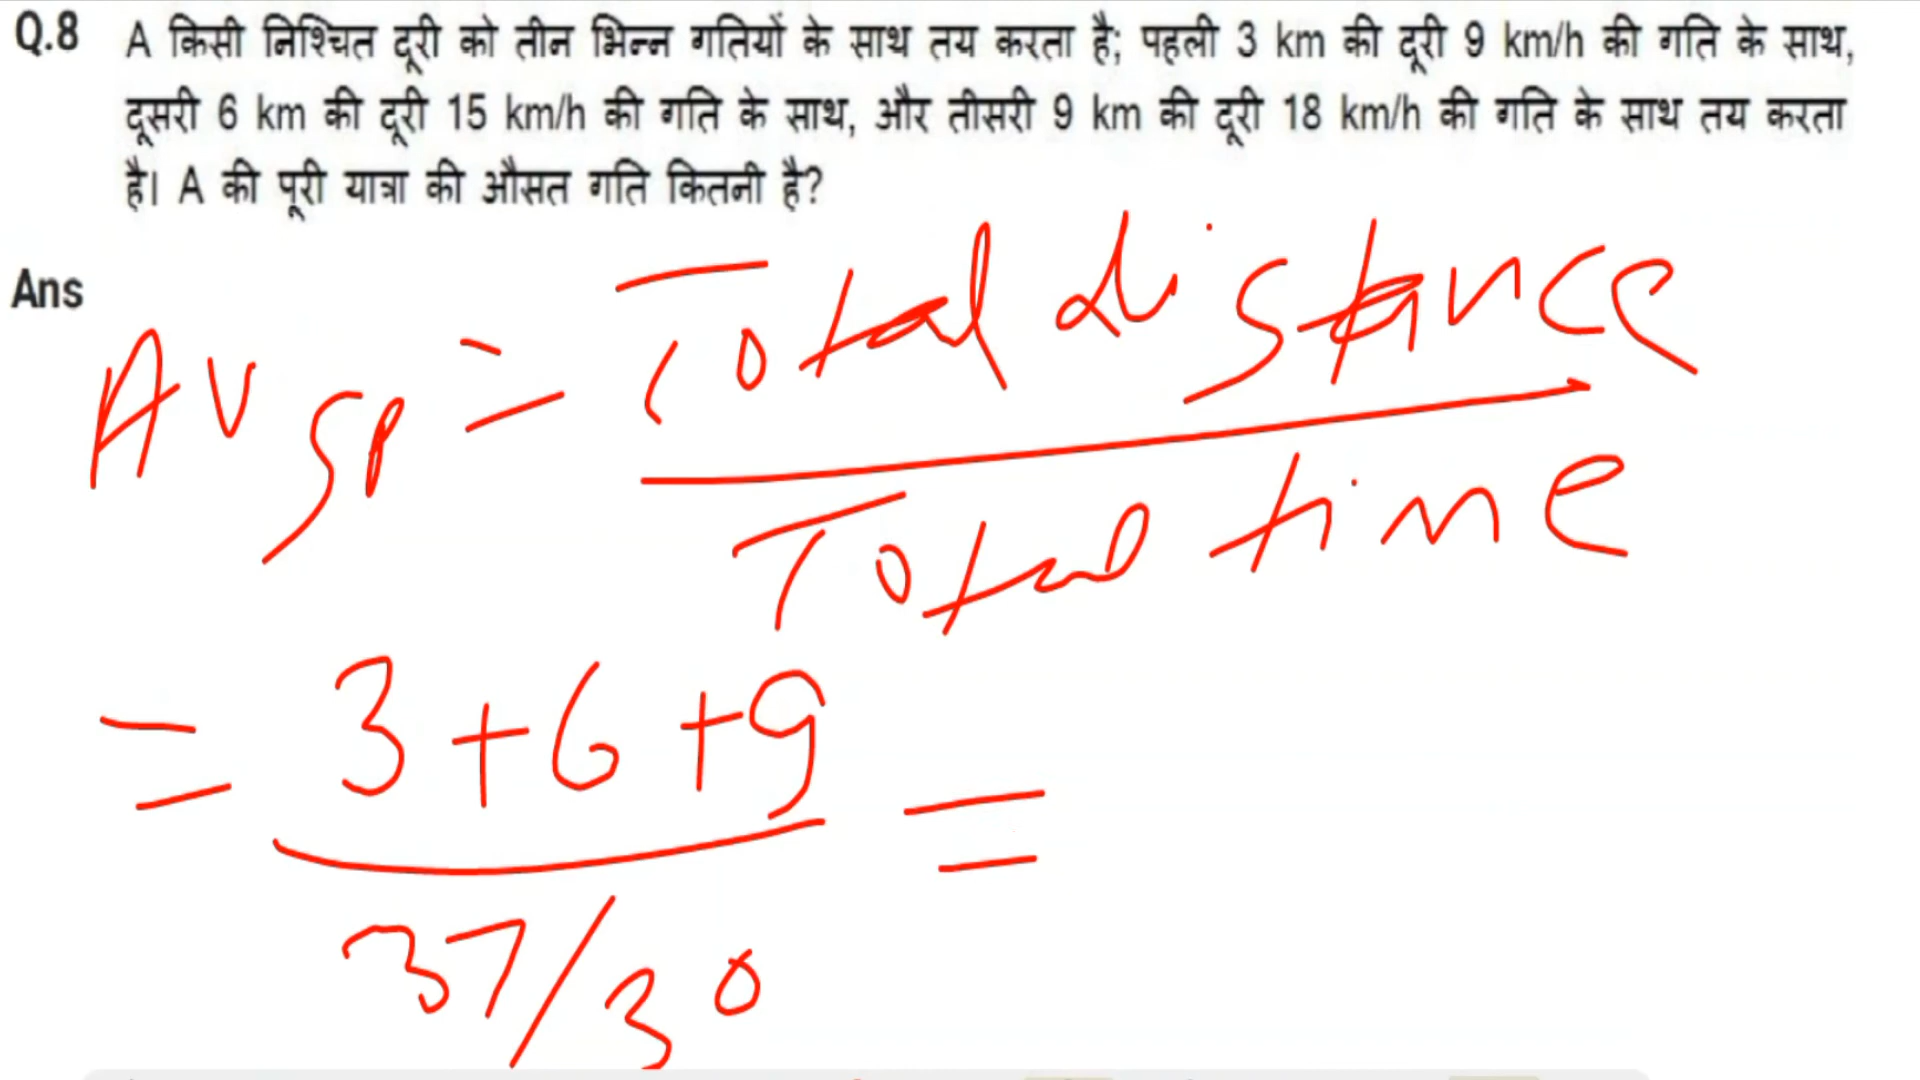 Q.8 A किसी निश्चित दूरी को तीन भिन्न गतियों के साथ तय करता है; पहली 3 km की दूरी 9 km/h की गति के साथ,
दूसरी 6 km की दूरी 15 km/h की गति के साथ, और तीसरी 9 km की दूरी 18 km/h की गति के साथ तय करता
है। A की पूरी यात्रा की औसत गति कितनी है?
Ans
Av sp = Total distance
Total time
= 3+6+9 =
37/30